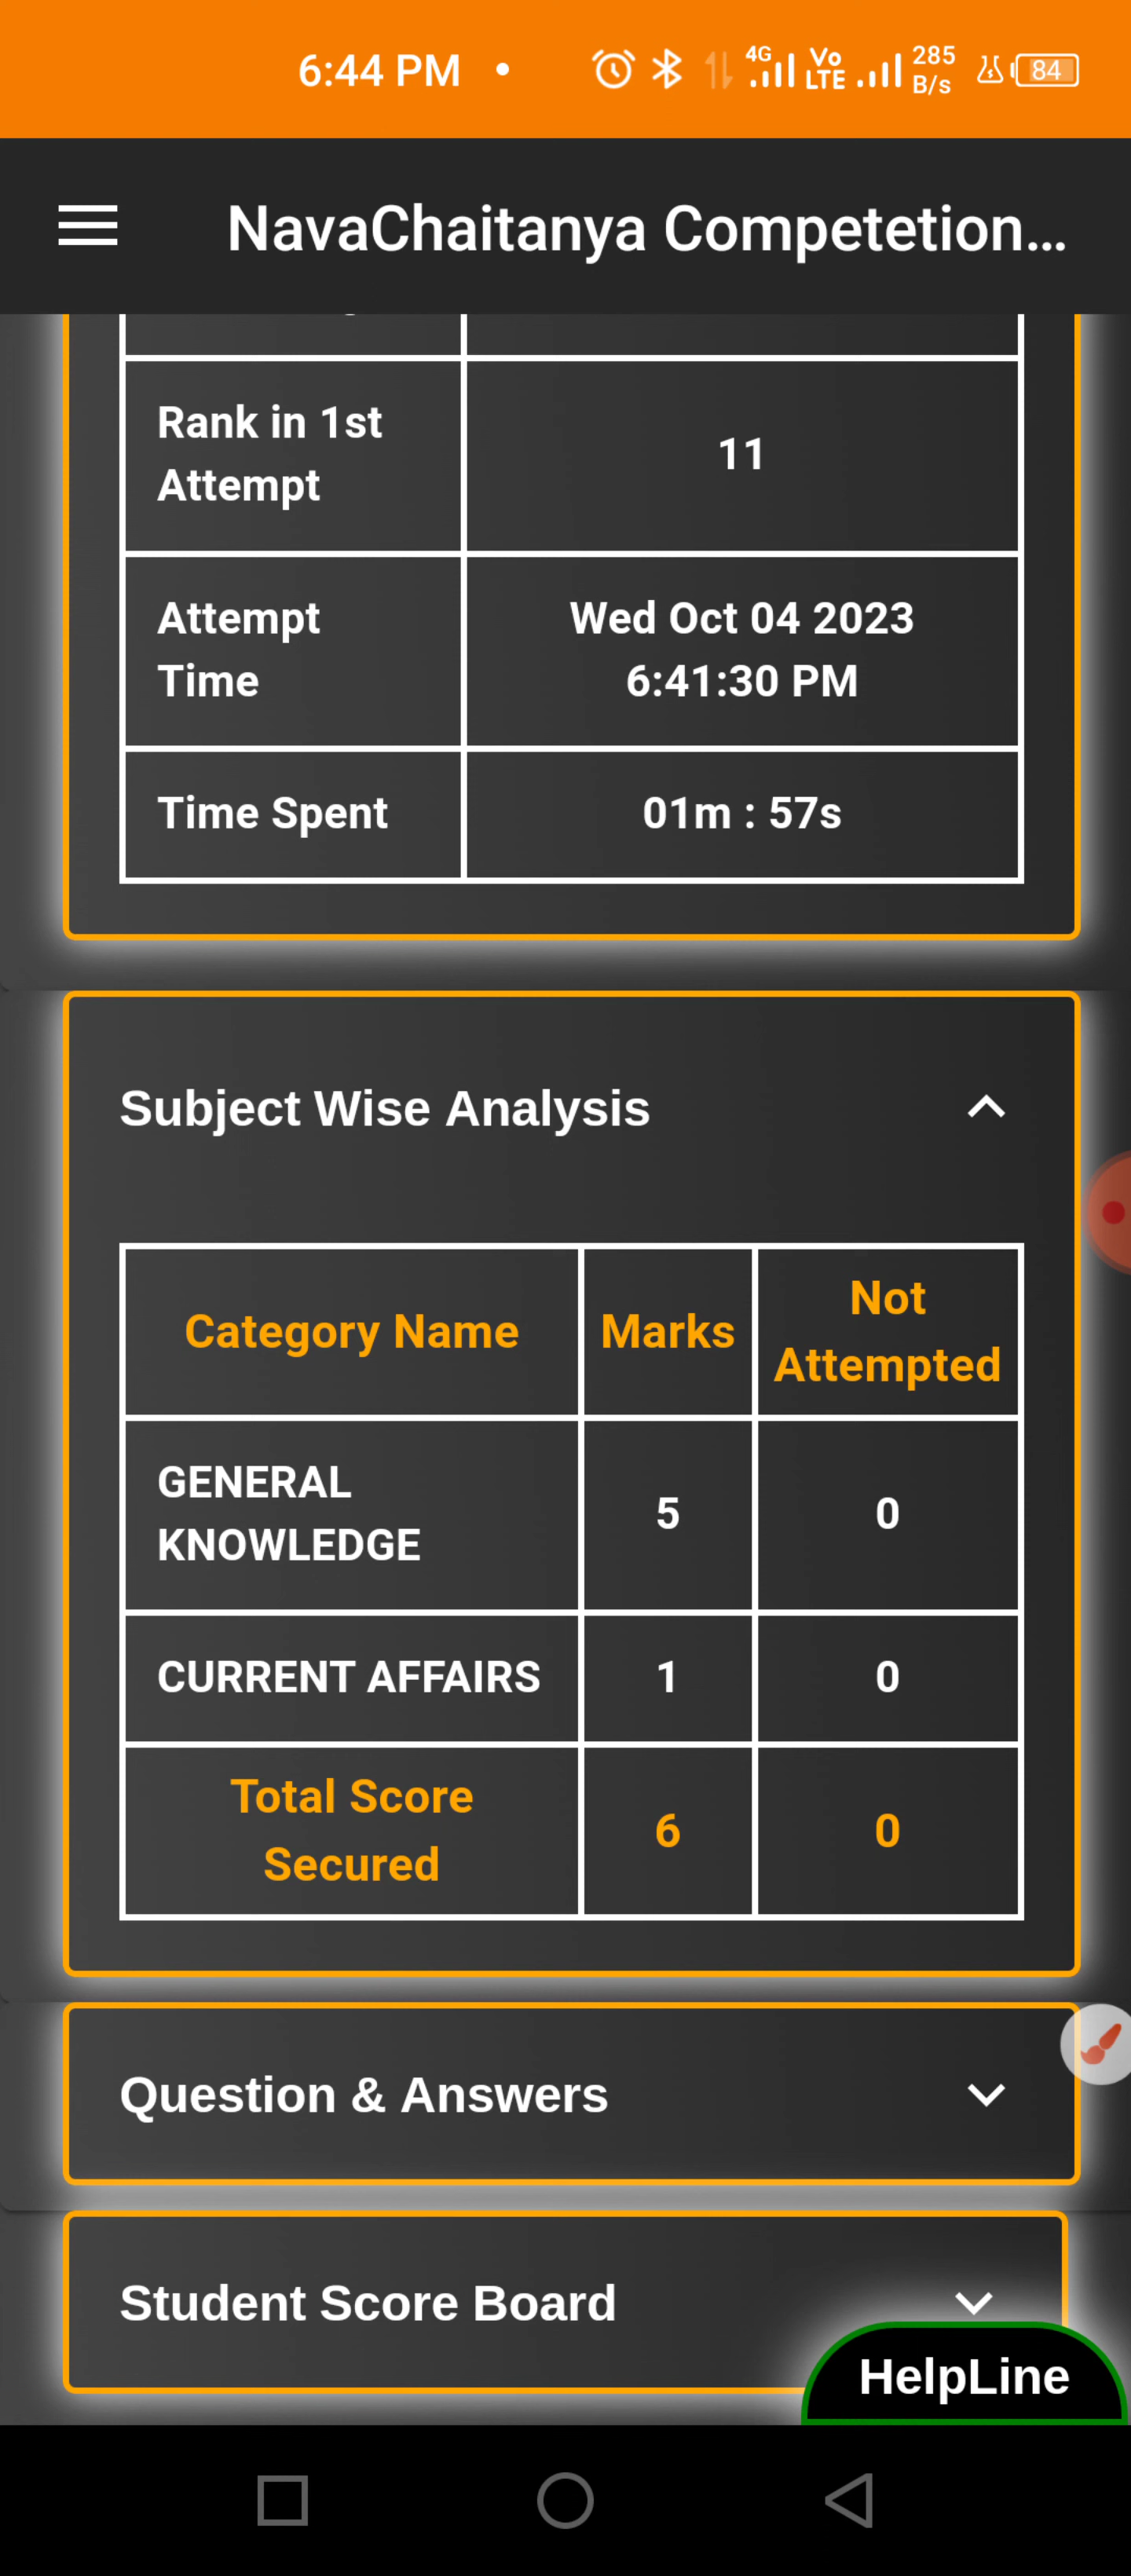 6:44 PM
4G
Vo
LTE
285
B/s
84
NavaChaitanya Competetion...
Rank in 1st
Attempt
11
Attempt
Time
Wed Oct 04 2023
6:41:30 PM
Time Spent
01m : 57s
Subject Wise Analysis
Category Name
Marks
Not
Attempted
GENERAL
KNOWLEDGE
5
0
CURRENT AFFAIRS
1
0
Total Score
Secured
6
0
Question & Answers
Student Score Board
HelpLine